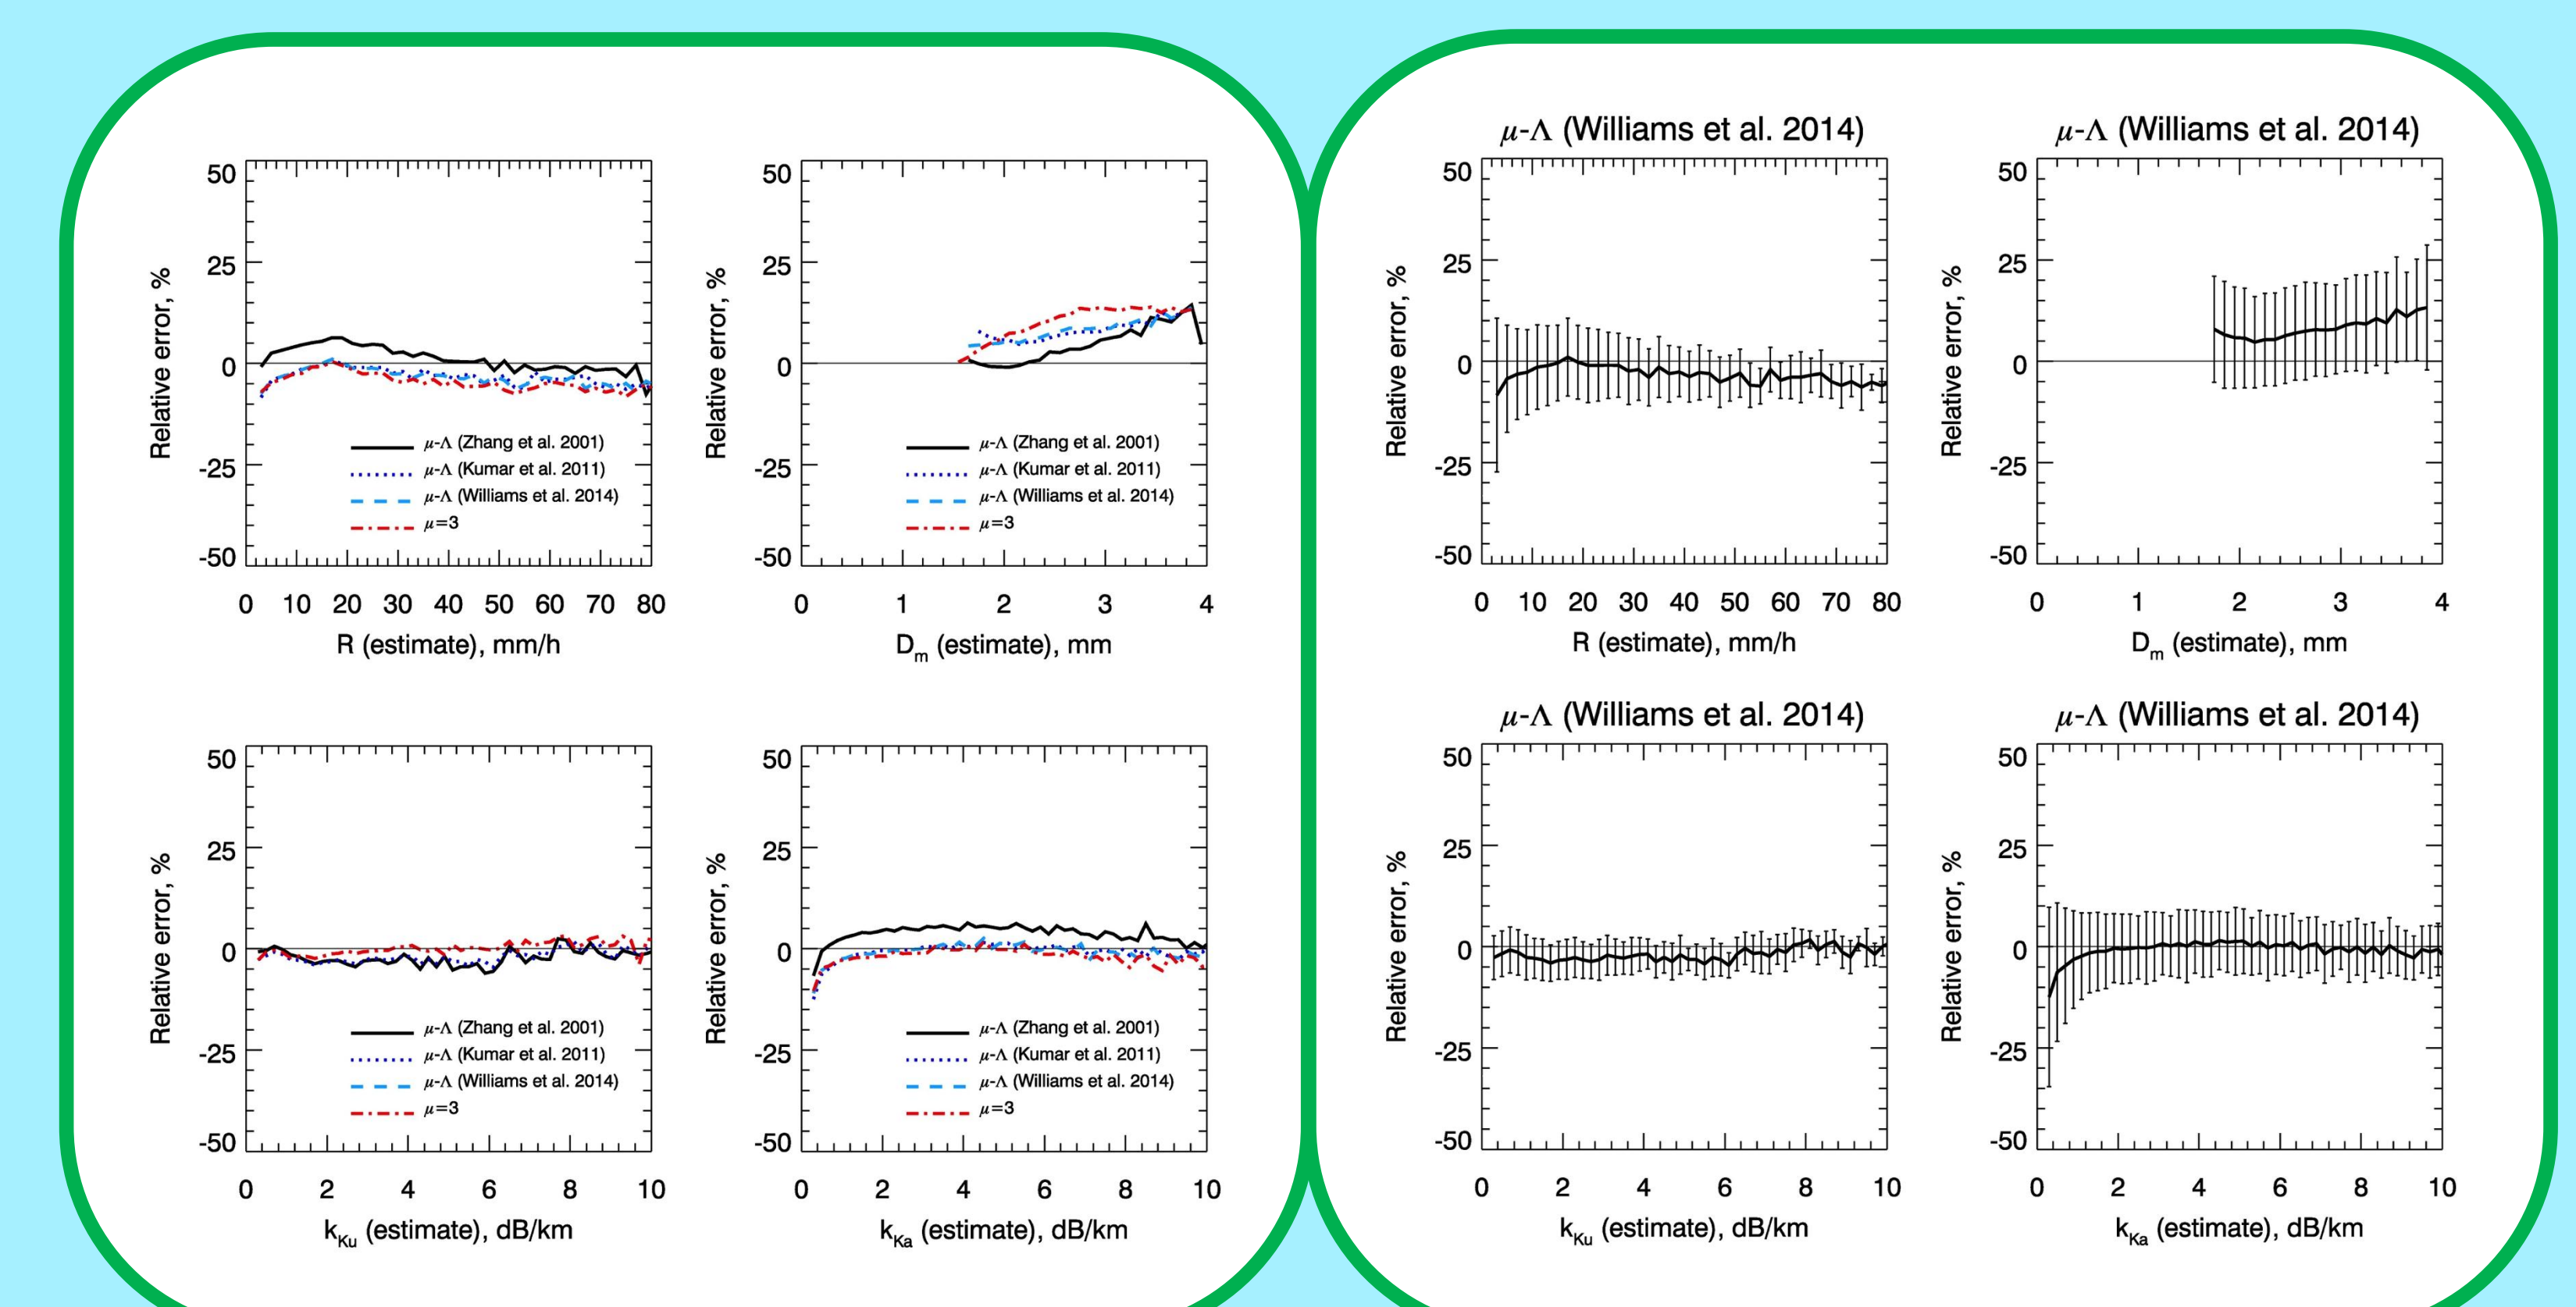 50
25
0
-25
-50
Relative error, %
μ-Λ (Zhang et al. 2001)
μ-Λ (Kumar et al. 2011)
μ-Λ (Williams et al. 2014)
μ=3
0 10 20 30 40 50 60 70 80
R (estimate), mm/h
50
25
0
-25
-50
Relative error, %
μ-Λ (Zhang et al. 2001)
μ-Λ (Kumar et al. 2011)
μ-Λ (Williams et al. 2014)
μ=3
0 1 2 3 4
Dm (estimate), mm
50
25
0
-25
-50
Relative error, %
μ-Λ (Zhang et al. 2001)
μ-Λ (Kumar et al. 2011)
μ-Λ (Williams et al. 2014)
μ=3
0 2 4 6 8 10
kKu (estimate), dB/km
50
25
0
-25
-50
Relative error, %
μ-Λ (Zhang et al. 2001)
μ-Λ (Kumar et al. 2011)
μ-Λ (Williams et al. 2014)
μ=3
0 2 4 6 8 10
kKa (estimate), dB/km
μ-Λ (Williams et al. 2014)
50
25
0
-25
-50
Relative error, %
0 10 20 30 40 50 60 70 80
R (estimate), mm/h
μ-Λ (Williams et al. 2014)
50
25
0
-25
-50
Relative error, %
0 1 2 3 4
Dm (estimate), mm
μ-Λ (Williams et al. 2014)
50
25
0
-25
-50
Relative error, %
0 2 4 6 8 10
kKu (estimate), dB/km
μ-Λ (Williams et al. 2014)
50
25
0
-25
-50
Relative error, %
0 2 4 6 8 10
kKa (estimate), dB/km